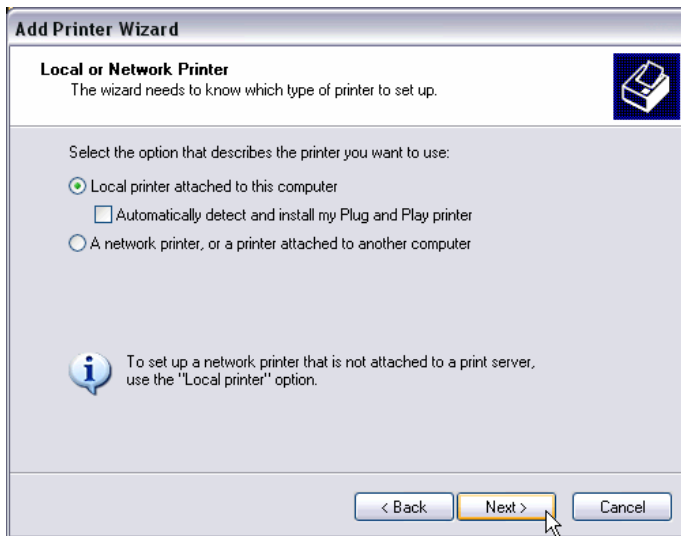 Add Printer Wizard
Local or Network Printer
The wizard needs to know which type of printer to set up.
Select the option that describes the printer you want to use:
Local printer attached to this computer
Automatically detect and install my Plug and Play printer
A network printer, or a printer attached to another computer
To set up a network printer that is not attached to a print server,
use the "Local printer" option.
< Back Next > Cancel